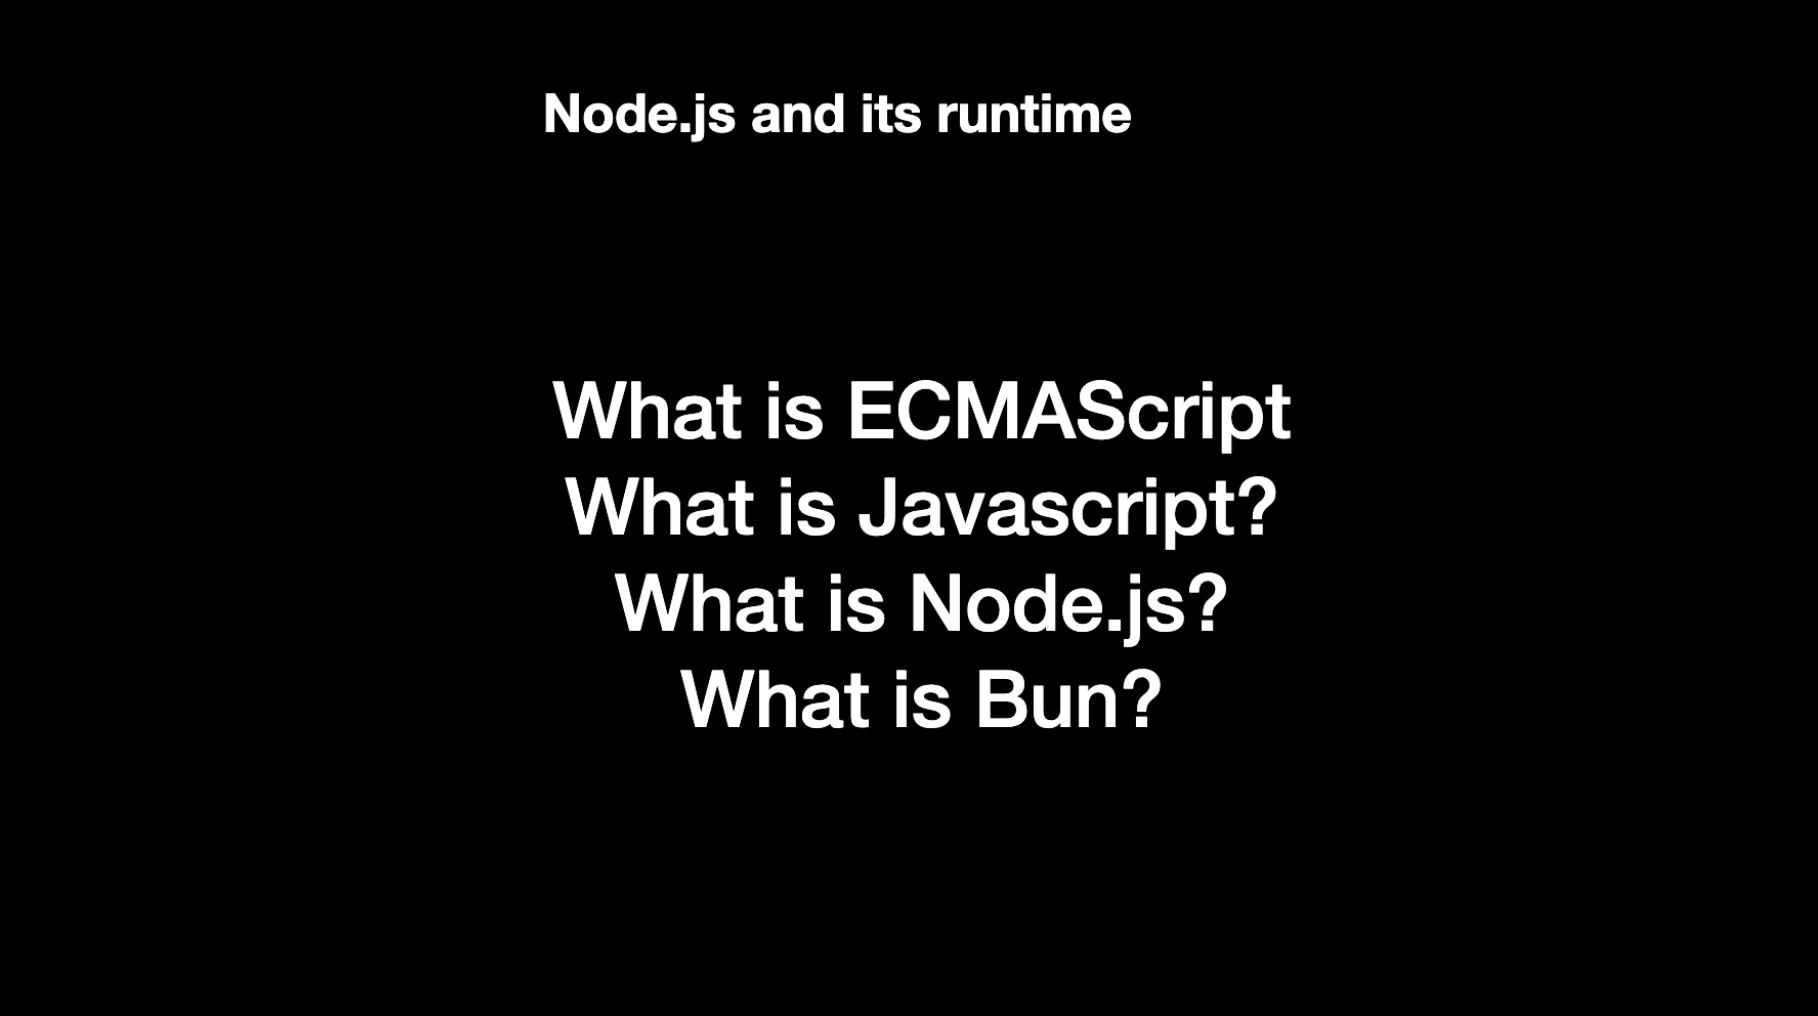 Node.js and its runtime
What is ECMAScript
What is Javascript?
What is Node.js?
What is Bun?